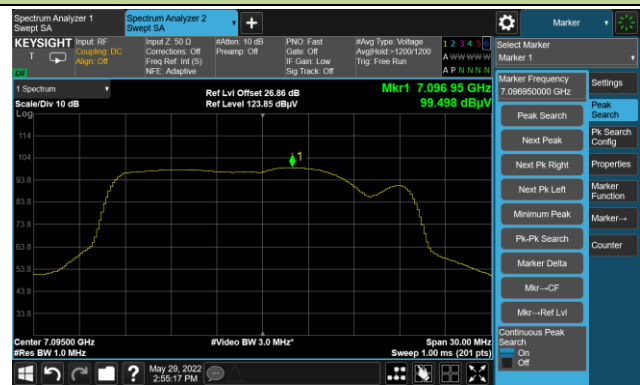 Spectrum Analyzer 1
Swept SA
Spectrum Analyzer 2
Swept SA
Marker
KEYSIGHT
T
LW
Input: RF
Coupling: DC
Align: Off
Input Z: 50 Ω
Corrections: Off
Freq Ref: Int (S)
NFE: Adaptive
#Atten: 10 dB
Preamp: Off
PNO: Fast
Gate: Off
IF Gain: Low
Sig Track: Off
#Avg Type: Voltage
Avg|Hold:>1200/1200
Trig: Free Run
1 2 3 4 5 6
A W W W W W
A P N N N N
Select Marker
Marker 1
1 Spectrum
Scale/Div 10 dB
Log
Ref Lvl Offset 26.86 dB
Ref Level 123.85 dBµV
Mkr1 7.096 95 GHz
99.498 dBµV
114
104
93.8
83.8
73.8
63.8
53.8
43.8
33.8
1
Center 7.09500 GHz
#Res BW 1.0 MHz
#Video BW 3.0 MHz*
Span 30.00 MHz
Sweep 1.00 ms (201 pts)
Marker Frequency
7.096950000 GHz
Peak Search
Next Peak
Next Pk Right
Next Pk Left
Minimum Peak
Pk-Pk Search
Marker Delta
Mkr→CF
Mkr→Ref Lvl
Continuous Peak
Search
On
Off
Settings
Peak
Search
Pk Search
Config
Properties
Marker
Function
Marker→
Counter
?
May 29, 2022
2:55:17 PM